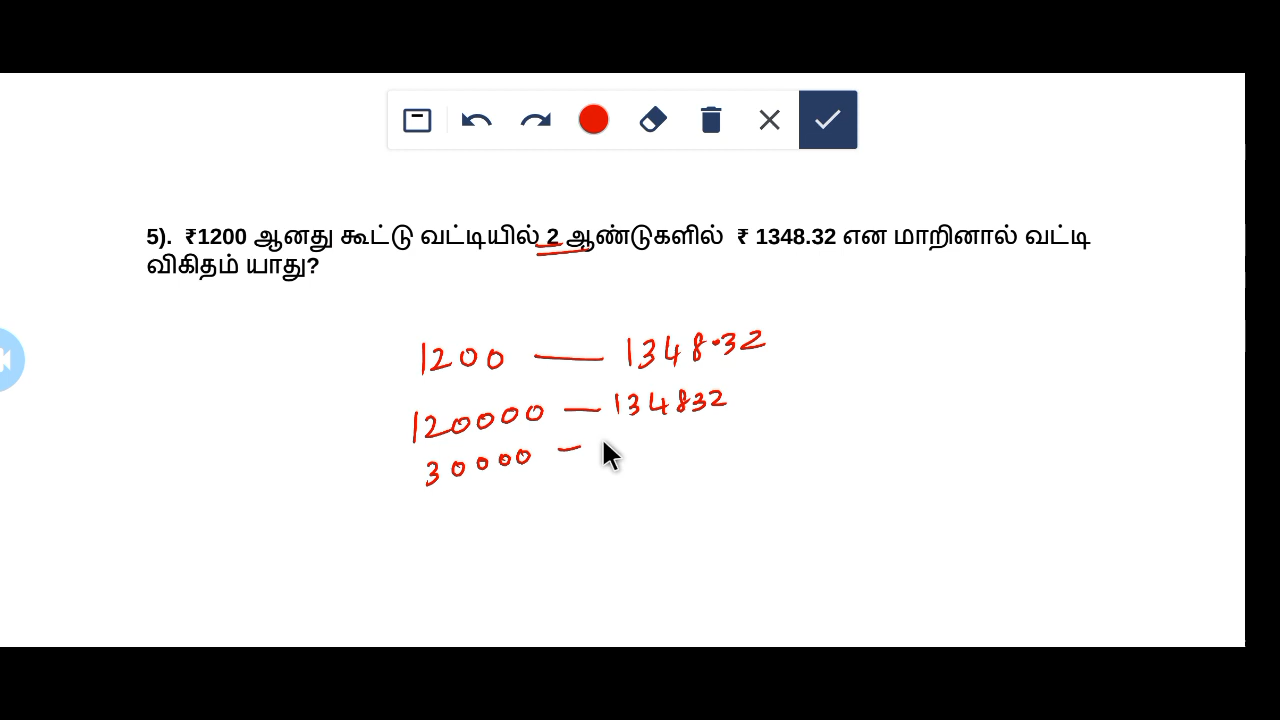 5). ₹1200 ஆனது கூட்டு வட்டியில் 2 ஆண்டுகளில் ₹ 1348.32 என மாறினால் வட்டி
விகிதம் யாது?
1200 — 1348.32
120000 — 134832
30000 —